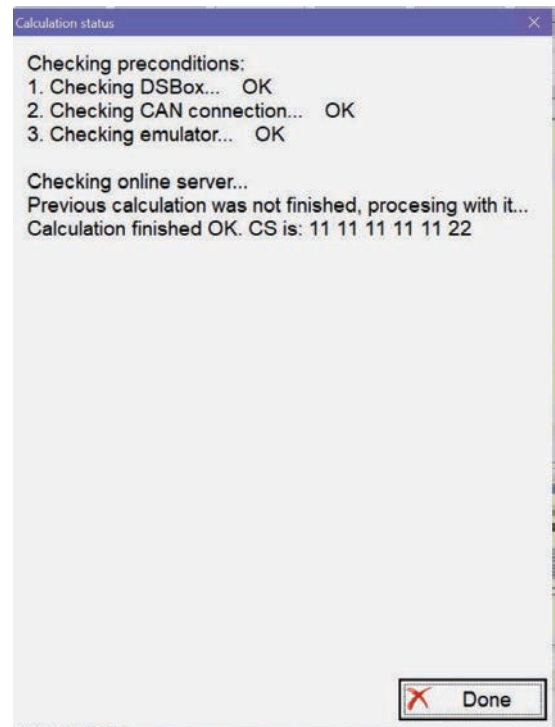 Calculation status
Checking preconditions:
1. Checking DSBox... OK
2. Checking CAN connection... OK
3. Checking emulator... OK
Checking online server...
Previous calculation was not finished, procesing with it...
Calculation finished OK. CS is: 11 11 11 11 11 22
Done